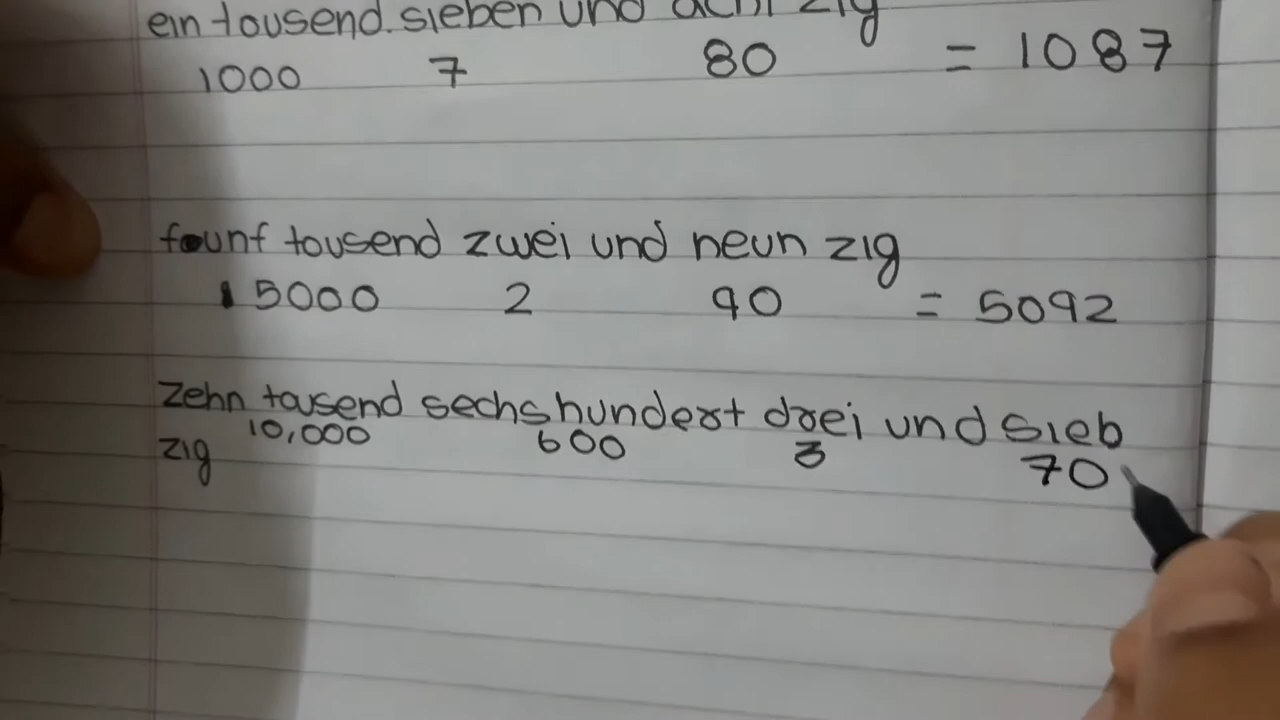 ein tousend. sieben und acht zig
1000 7 80 = 1087
founf tousend zwei und neun zig
5000 2 90 = 5092
zehn tausend sechshundert drei und sieb
10,000 600 3 70
zig